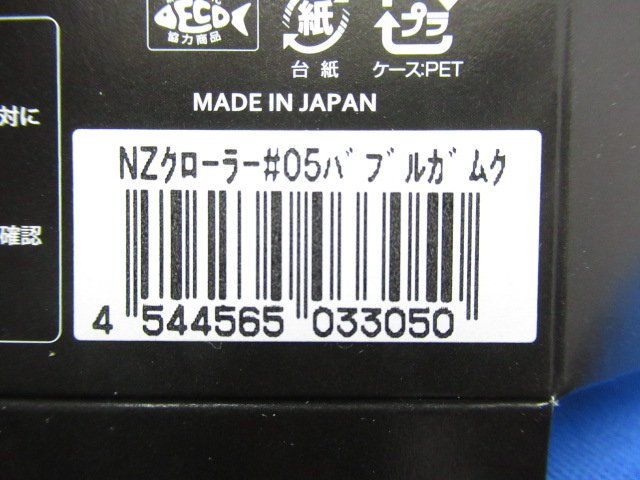 ECO
協力商品
紙
台紙
プラ
ケース:PET
MADE IN JAPAN
対に
確認
NZクローラー#05バブルガムク
4 544565 033050